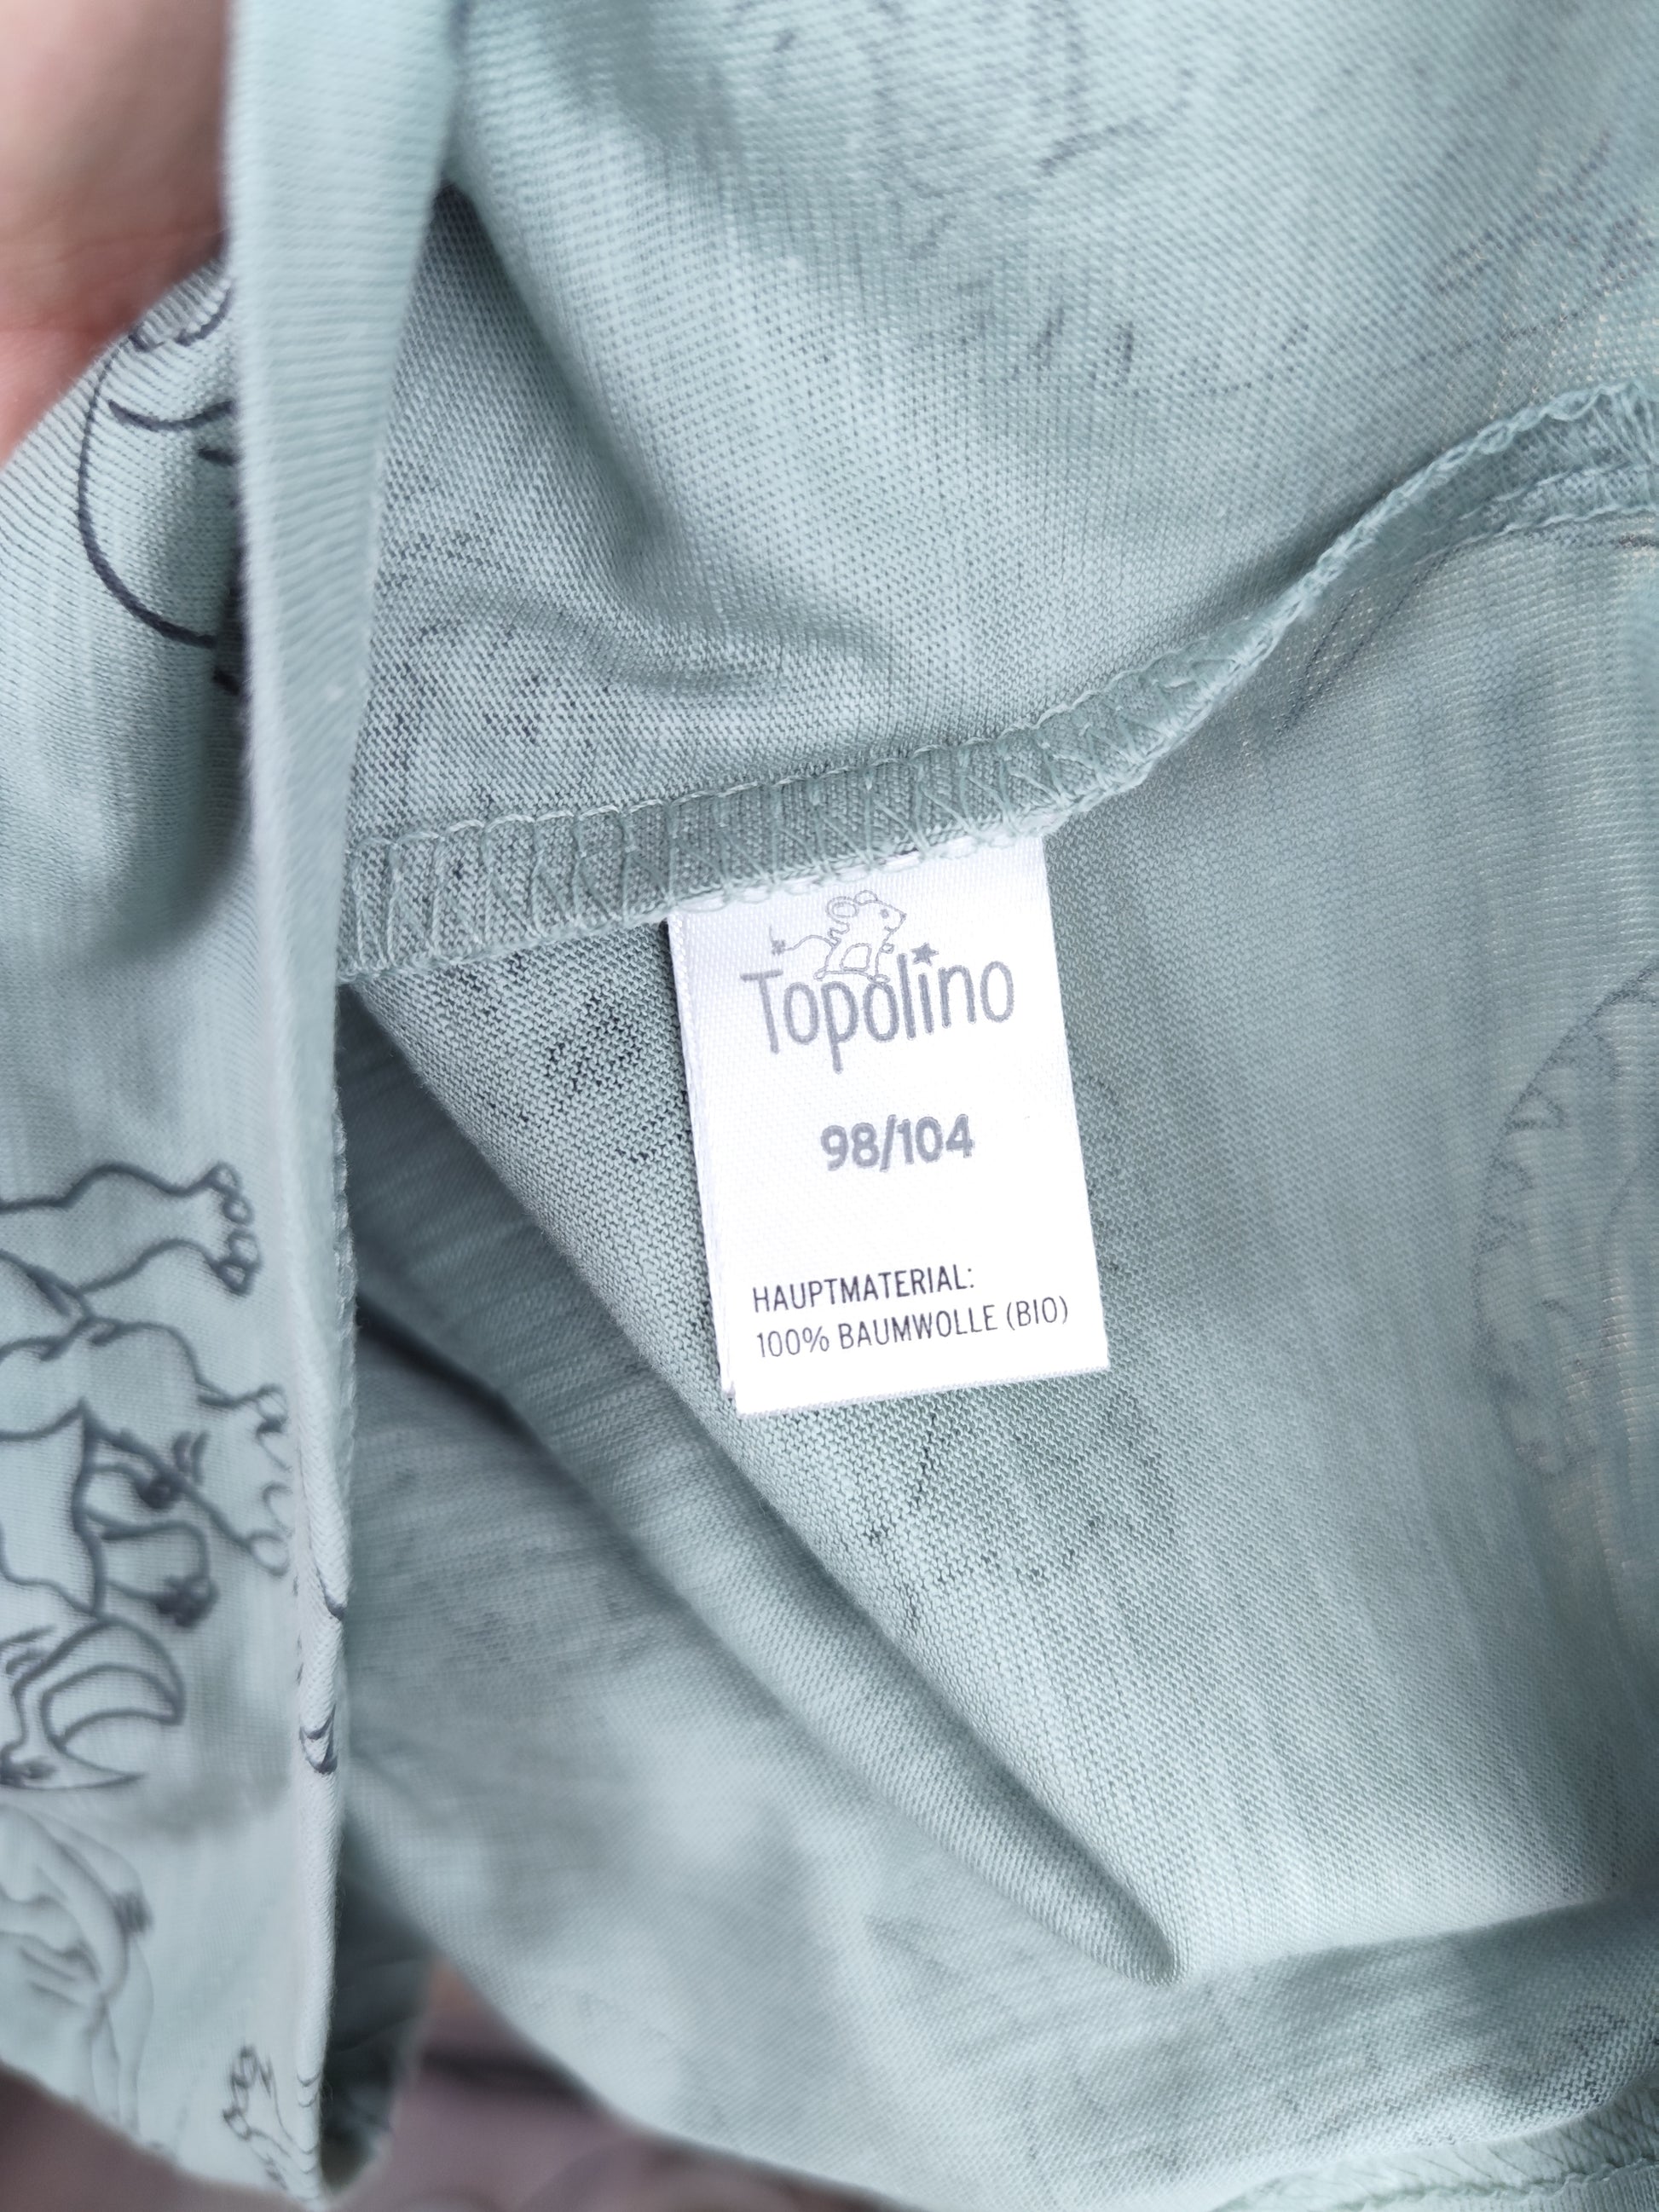 Topolino
98/104
HAUPTMATERIAL:
100% BAUMWOLLE (BIO)